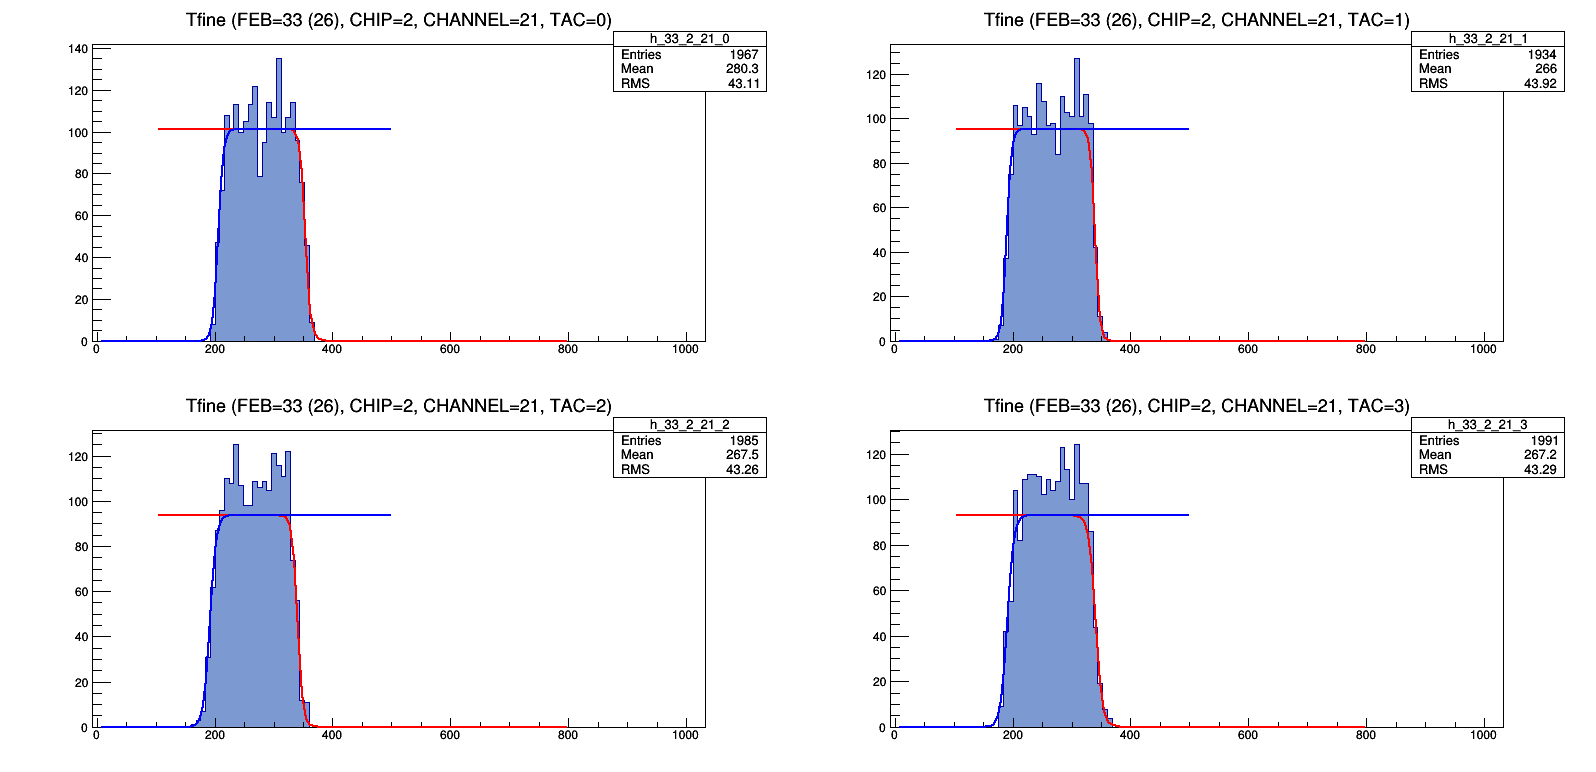 Tfine (FEB=33 (26), CHIP=2, CHANNEL=21, TAC=0)
h_33_2_21_0
Entries 1967
Mean 280.3
RMS 43.11
140
120
100
80
60
40
20
0
0 200 400 600 800 1000
Tfine (FEB=33 (26), CHIP=2, CHANNEL=21, TAC=1)
h_33_2_21_1
Entries 1934
Mean 266
RMS 43.92
120
100
80
60
40
20
0
0 200 400 600 800 1000
Tfine (FEB=33 (26), CHIP=2, CHANNEL=21, TAC=2)
h_33_2_21_2
Entries 1985
Mean 267.5
RMS 43.26
120
100
80
60
40
20
0
0 200 400 600 800 1000
Tfine (FEB=33 (26), CHIP=2, CHANNEL=21, TAC=3)
h_33_2_21_3
Entries 1991
Mean 267.2
RMS 43.29
120
100
80
60
40
20
0
0 200 400 600 800 1000